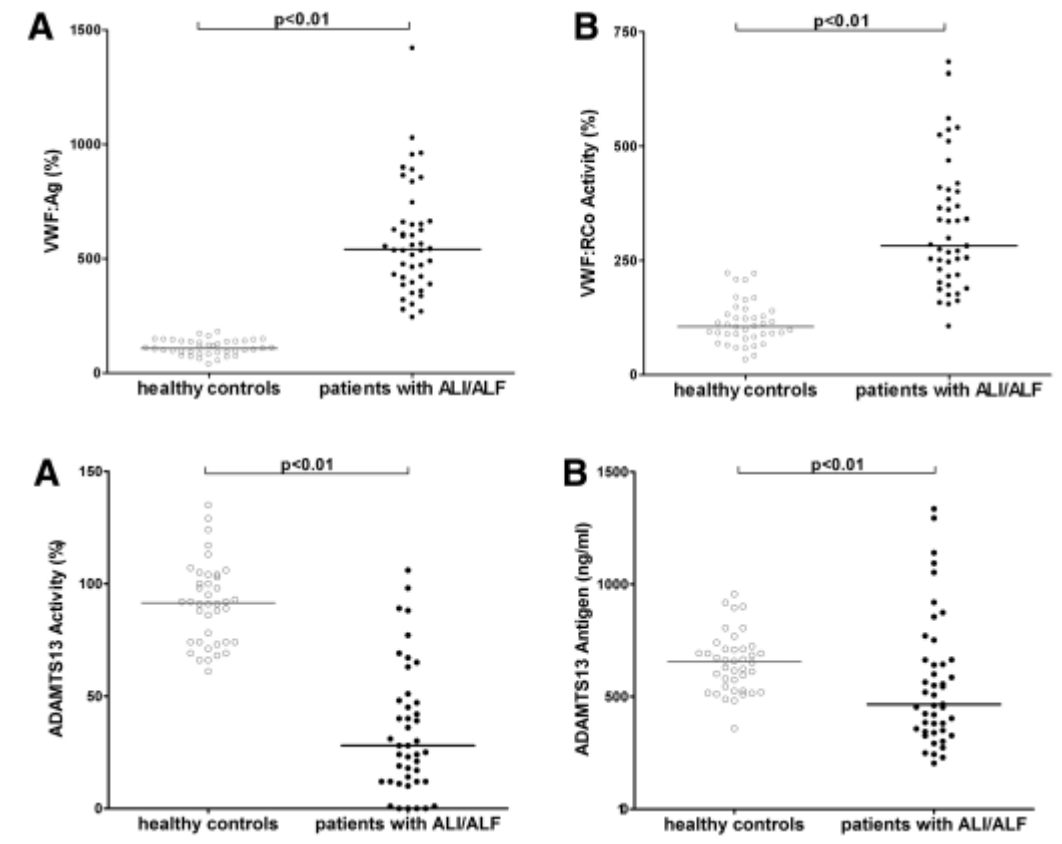 A
p<0.01
1500
1000
500
0
VWF:Ag (%)
healthy controls
patients with ALI/ALF
B
p<0.01
750
500
250
0
VWF:RCo Activity (%)
healthy controls
patients with ALI/ALF
A
p<0.01
150
100
50
0
ADAMTS13 Activity (%)
healthy controls
patients with ALI/ALF
B
p<0.01
1500
1000
500
0
ADAMTS13 Antigen (ng/ml)
healthy controls
patients with ALI/ALF